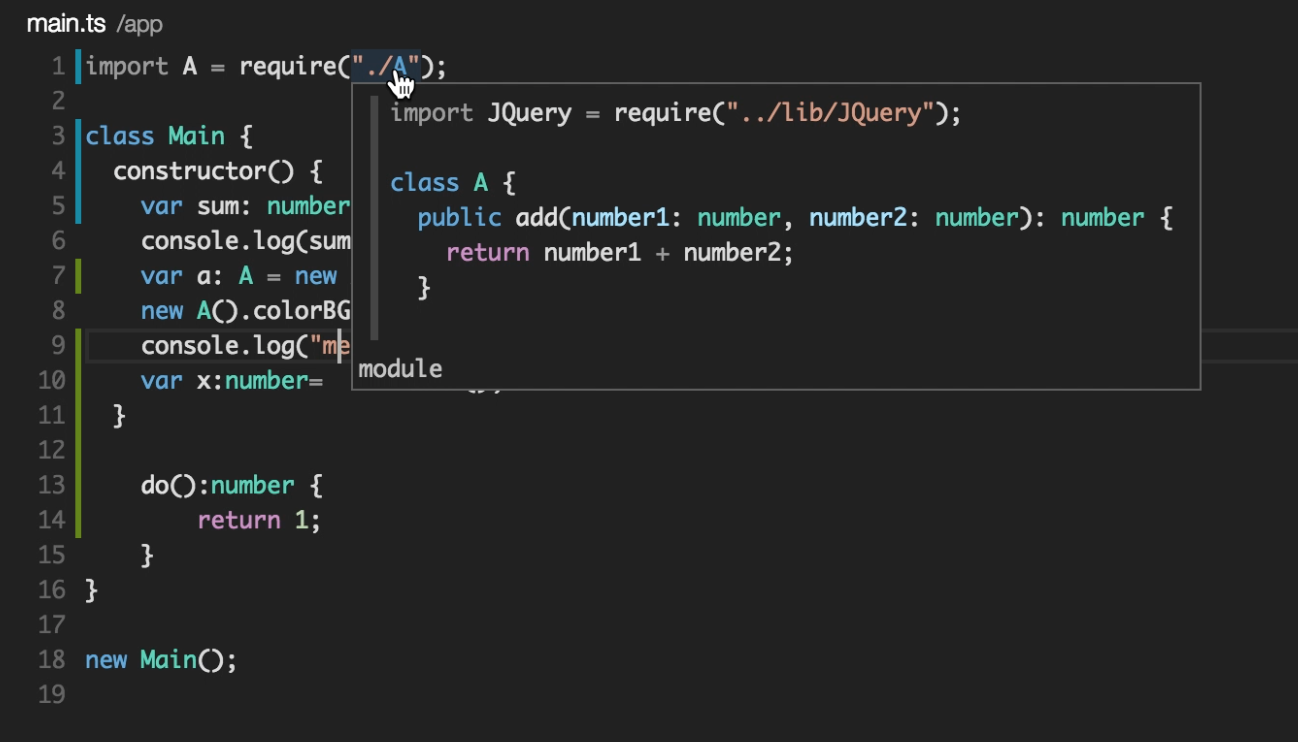 main.ts /app
1 import A = require("./A");
2
3 class Main {
4 constructor() {
5 var sum: number
6 console.log(sum
7 var a: A = new
8 new A().colorBG
9 console.log("me
10 var x:number=
11 }
12
13 do():number {
14 return 1;
15 }
16 }
17
18 new Main();
19
import JQuery = require("../lib/JQuery");
class A {
public add(number1: number, number2: number): number {
return number1 + number2;
}
module